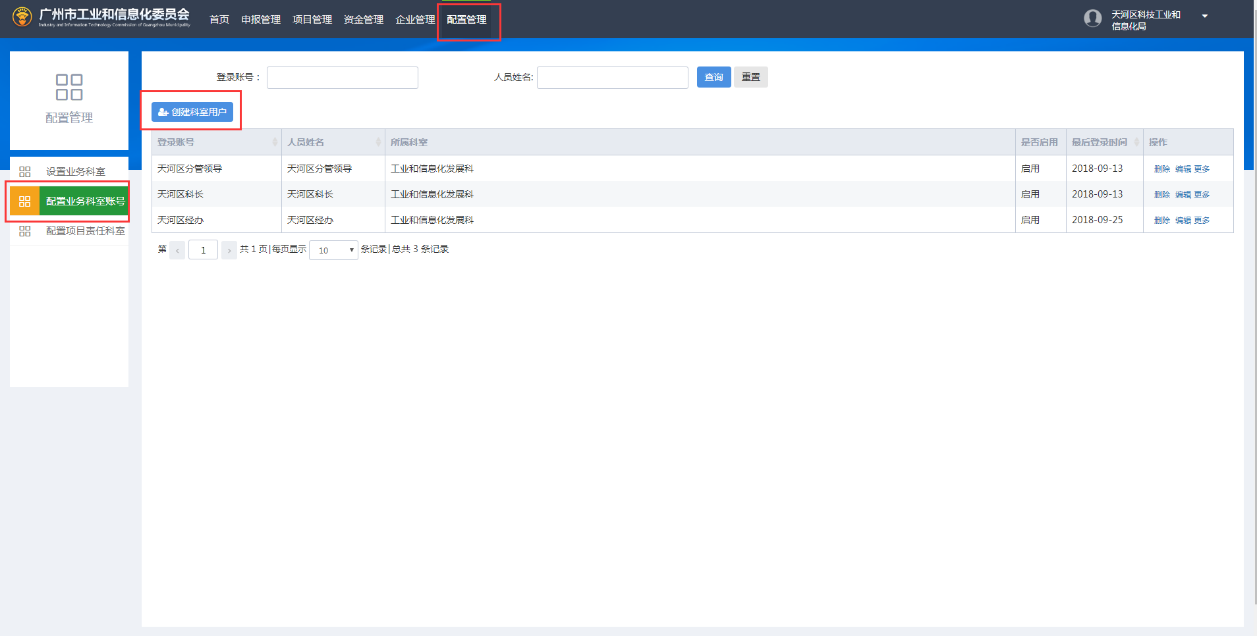 广州市工业和信息化委员会
Industry and Information Technology Commission of Guangzhou Municipality
首页 申报管理 项目管理 资金管理 企业管理 配置管理
天河区科技工业和
信息化局
配置管理
设置业务科室
配置业务科室账号
配置项目责任科室
登录账号： 人员姓名: 查询 重置
创建科室用户
登录账号 人员姓名 所属科室 是否启用 最后登录时间 操作
天河区分管领导 天河区分管领导 工业和信息化发展科 启用 2018-09-13 删除 编辑 更多
天河区科长 天河区科长 工业和信息化发展科 启用 2018-09-13 删除 编辑 更多
天河区经办 天河区经办 工业和信息化发展科 启用 2018-09-25 删除 编辑 更多
第 ‹ 1 › 共 1 页|每页显示 10 条记录|总共 3 条记录